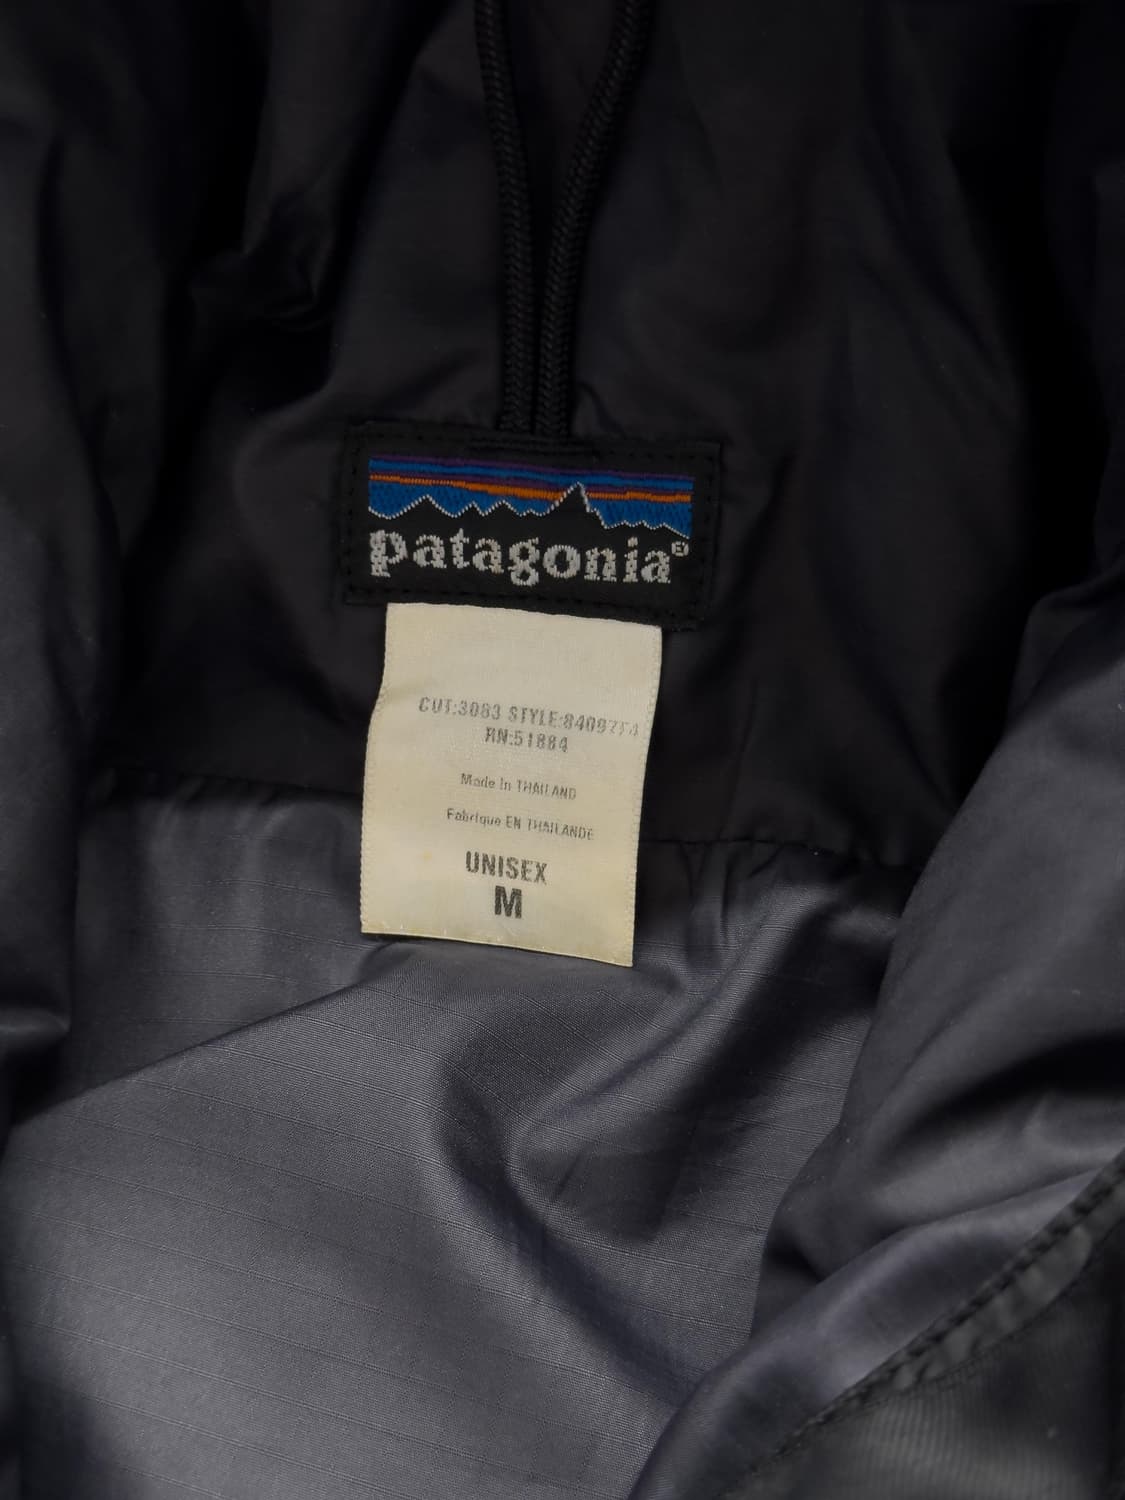 patagonia®
CUT:3083 STYLE:84097F4
RN:51884
Made in THAILAND
Fabrique EN THAILANDE
UNISEX
M